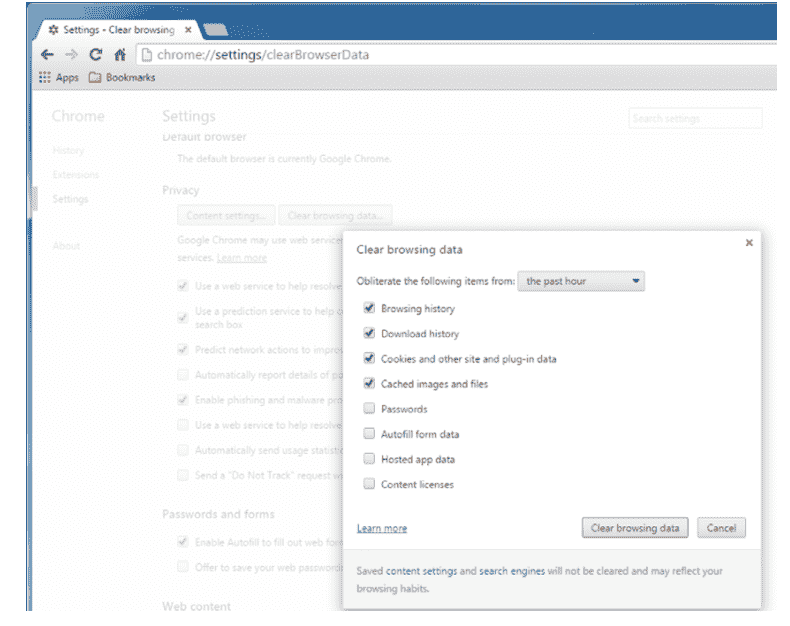 Settings - Clear browsing
chrome://settings/clearBrowserData
Apps Bookmarks
Chrome
Settings
Search settings
Default browser
History
The default browser is currently Google Chrome.
Extensions
Settings
Privacy
Content settings...
Clear browsing data...
About
Google Chrome may use web service
services. Learn more
Use a web service to help resolve
Use a prediction service to help
search box
Predict network actions to improv
Automatically report details of po
Enable phishing and malware pro
Use a web service to help resolve
Automatically send usage statistic
Send a "Do Not Track" request w
Passwords and forms
Enable Autofill to fill out web form
Offer to save your web password
Web content
Clear browsing data
Obliterate the following items from: the past hour
Browsing history
Download history
Cookies and other site and plug-in data
Cached images and files
Passwords
Autofill form data
Hosted app data
Content licenses
Learn more
Clear browsing data
Cancel
Saved content settings and search engines will not be cleared and may reflect your
browsing habits.